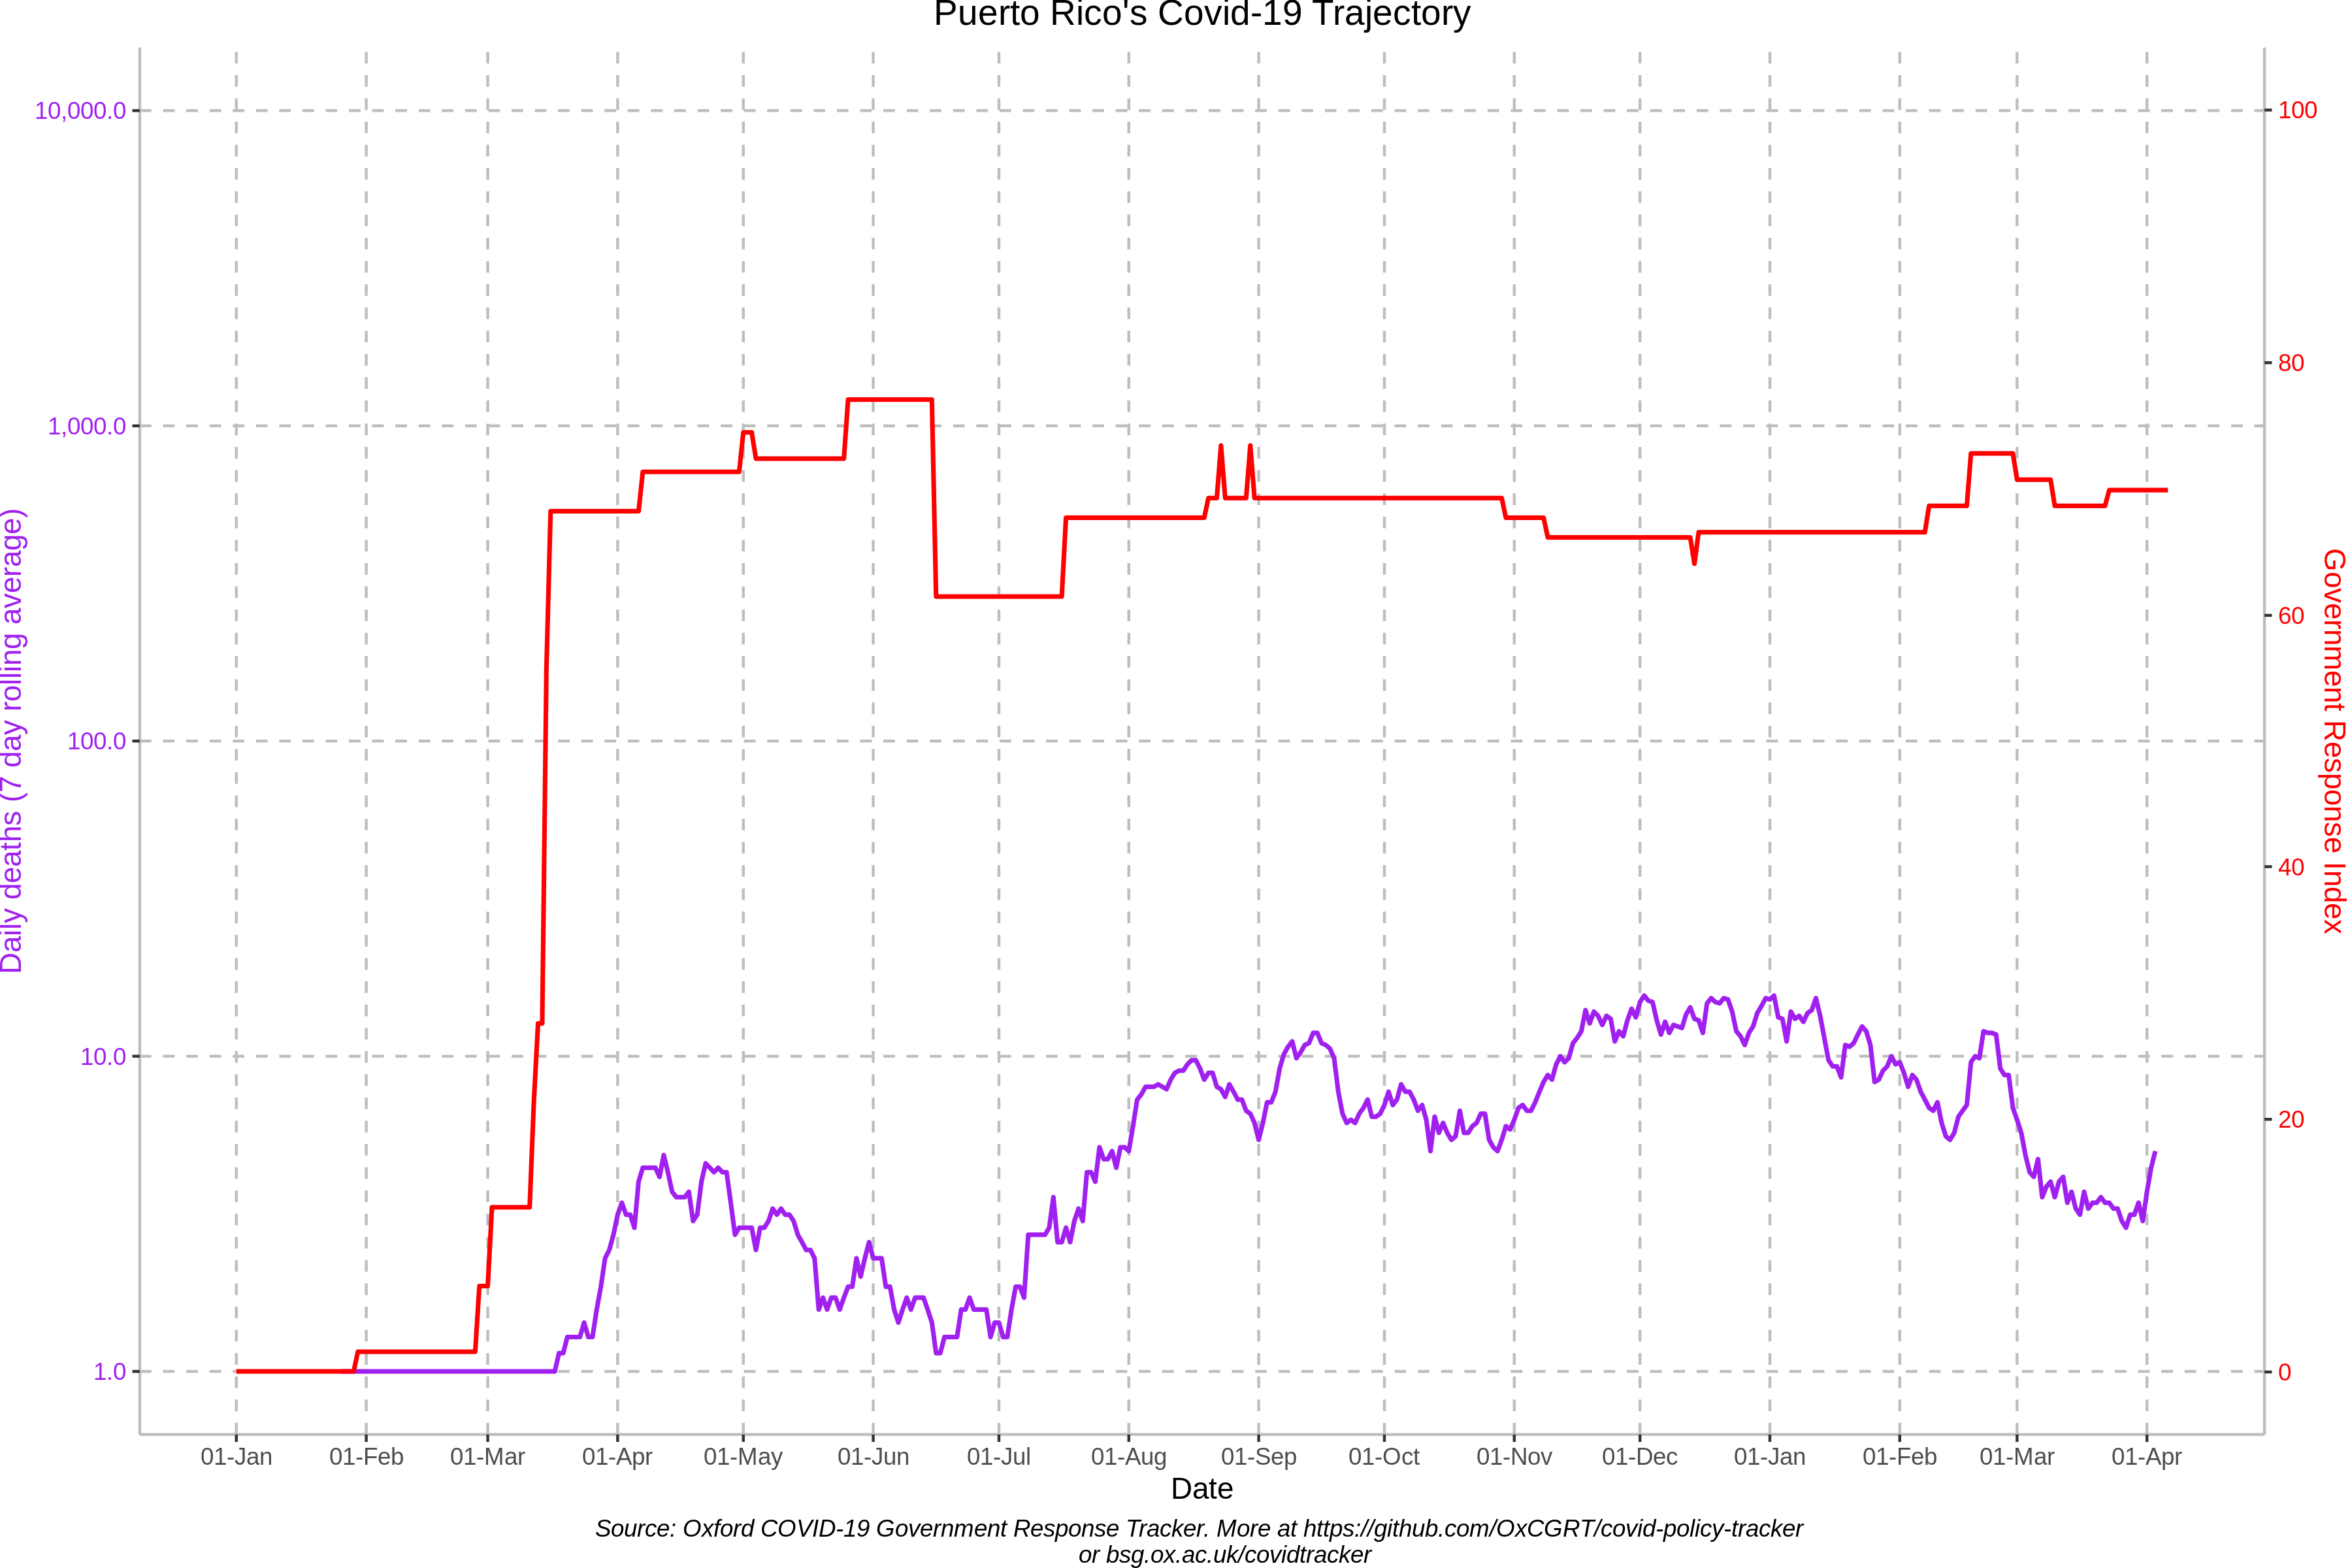 Puerto Rico's Covid-19 Trajectory
10,000.0
1,000.0
100.0
10.0
1.0
Daily deaths (7 day rolling average)
100
80
60
40
20
0
Government Response Index
01-Jan 01-Feb 01-Mar 01-Apr 01-May 01-Jun 01-Jul 01-Aug 01-Sep 01-Oct 01-Nov 01-Dec 01-Jan 01-Feb 01-Mar 01-Apr
Date
Source: Oxford COVID-19 Government Response Tracker. More at https://github.com/OxCGRT/covid-policy-tracker
or bsg.ox.ac.uk/covidtracker